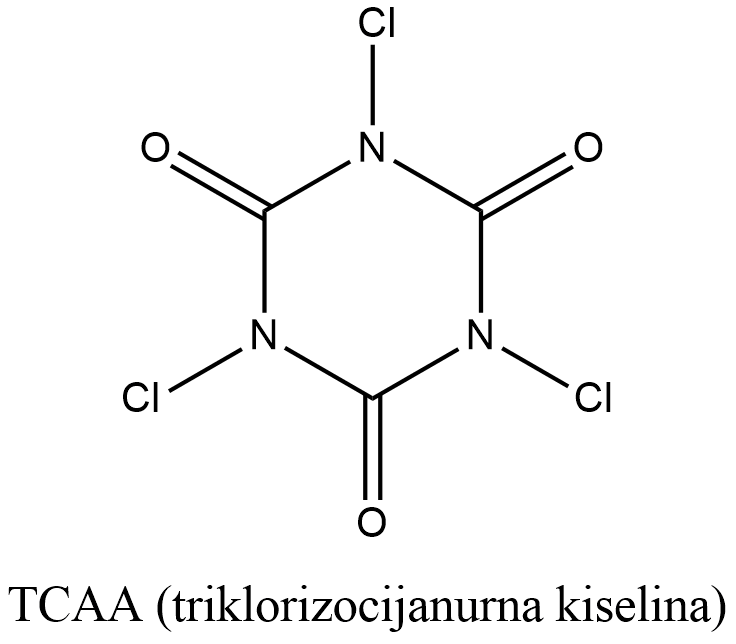 Cl
O N O
N N
Cl Cl
O
TCAA (triklorizocijanurna kiselina)